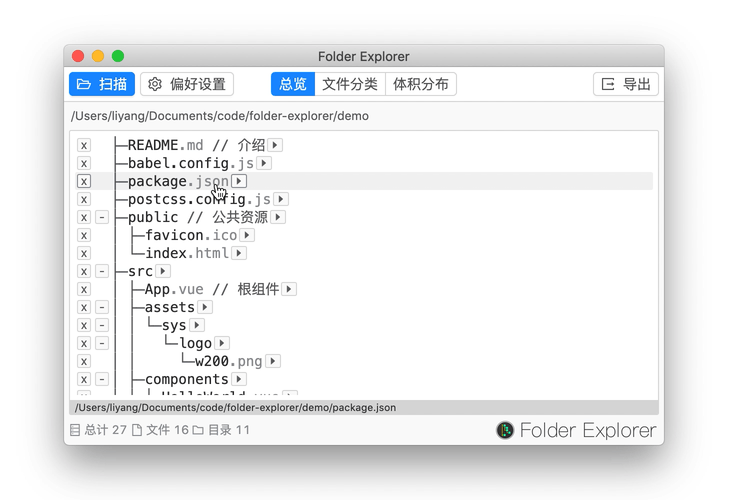 Folder Explorer
扫描 偏好设置 总览 文件分类 体积分布 导出
/Users/liyang/Documents/code/folder-explorer/demo
x ├─README.md // 介绍
x ├─babel.config.js
x ├─package.json
x ├─postcss.config.js
x - ├─public // 公共资源
x │ ├─favicon.ico
x │ └─index.html
x - ├─src
x │ ├─App.vue // 根组件
x - │ ├─assets
x - │ │ └─sys
x - │ │ └─logo
x │ │ └─w200.png
x - │ ├─components
/Users/liyang/Documents/code/folder-explorer/demo/package.json
总计 27 文件 16 目录 11
Folder Explorer